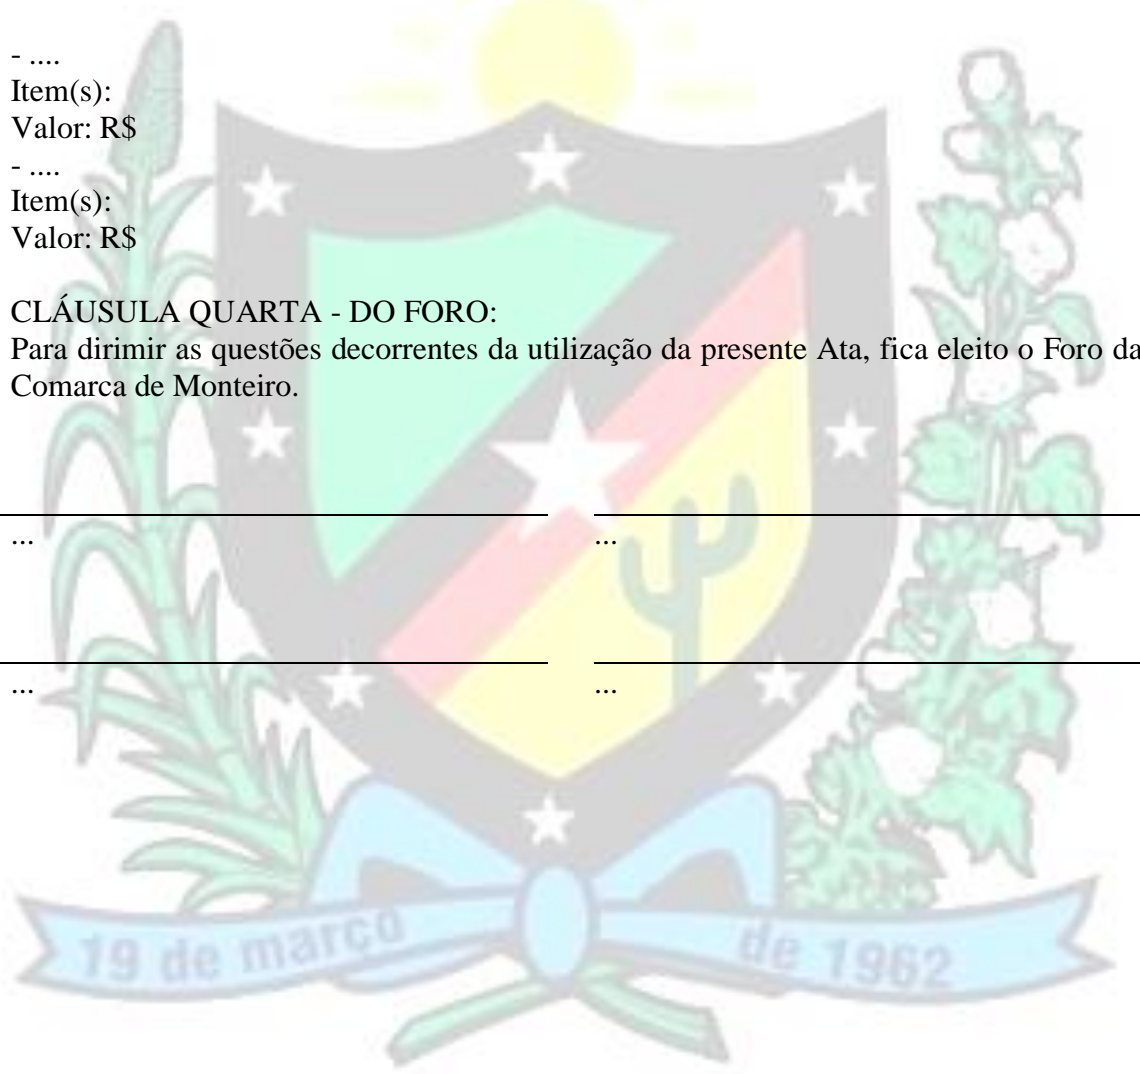 - ....
Item(s):
Valor: R$
- ....
Item(s):
Valor: R$
CLÁUSULA QUARTA - DO FORO:
Para dirimir as questões decorrentes da utilização da presente Ata, fica eleito o Foro da
Comarca de Monteiro.
... ...
... ...
19 de março de 1962